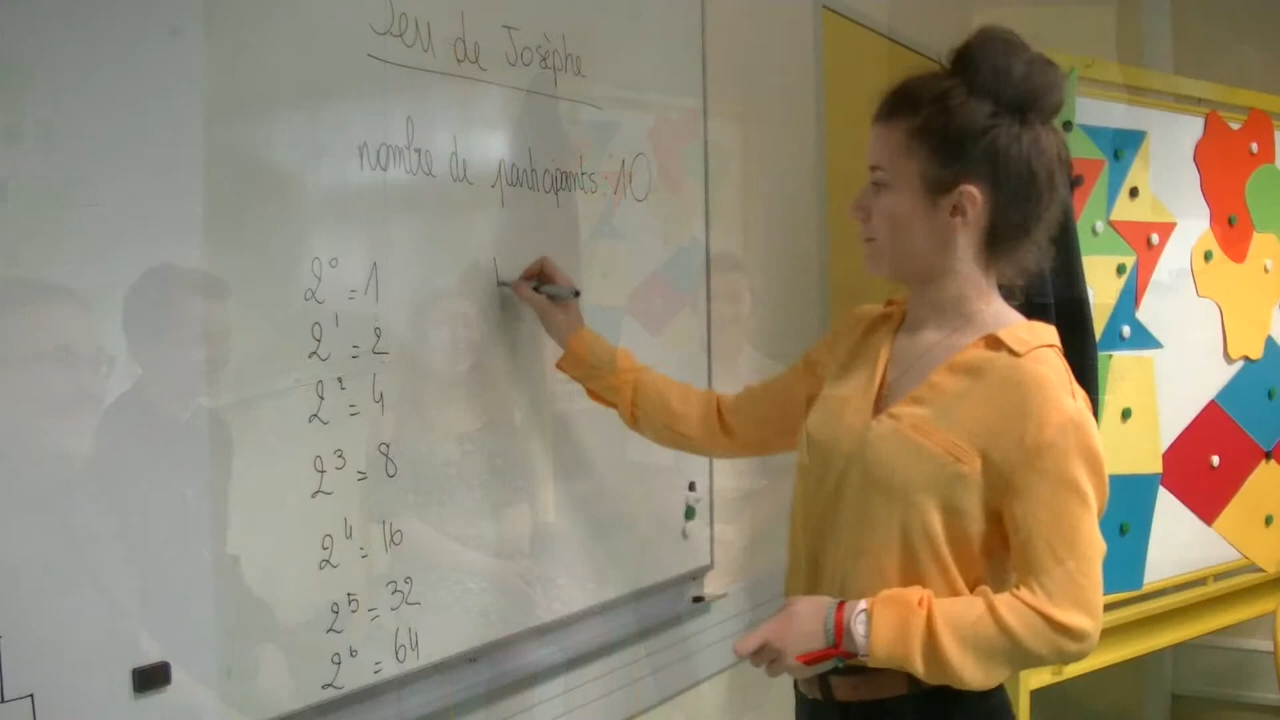 Jeu de Josèphe
nombre de participants : 10
2⁰ = 1
2¹ = 2
2² = 4
2³ = 8
2⁴ = 16
2⁵ = 32
2⁶ = 64